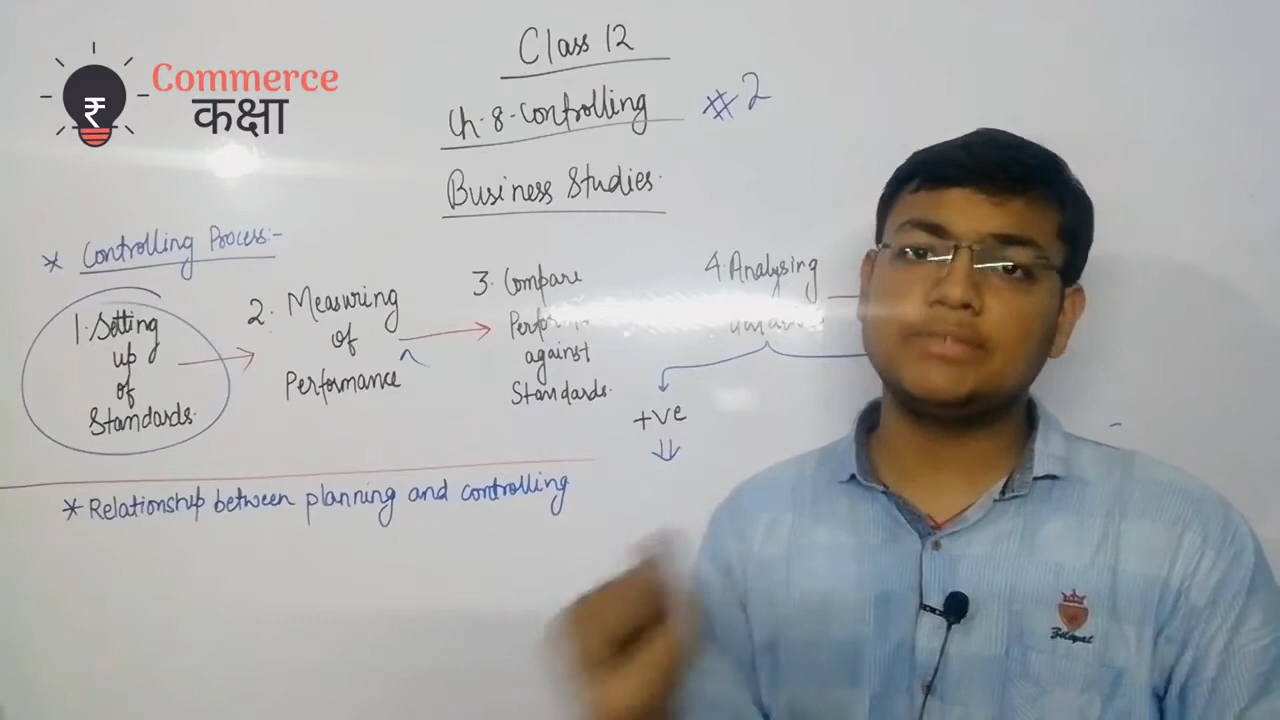 Commerce
कक्षा
₹
Class 12
Ch-8-Controlling #2
Business Studies.
* Controlling Process:-
1. Setting
up
of
Standards.
2. Measuring
of
Performance
3. Compare
against
Standards.
4. Analysing
+ve
* Relationship between planning and controlling